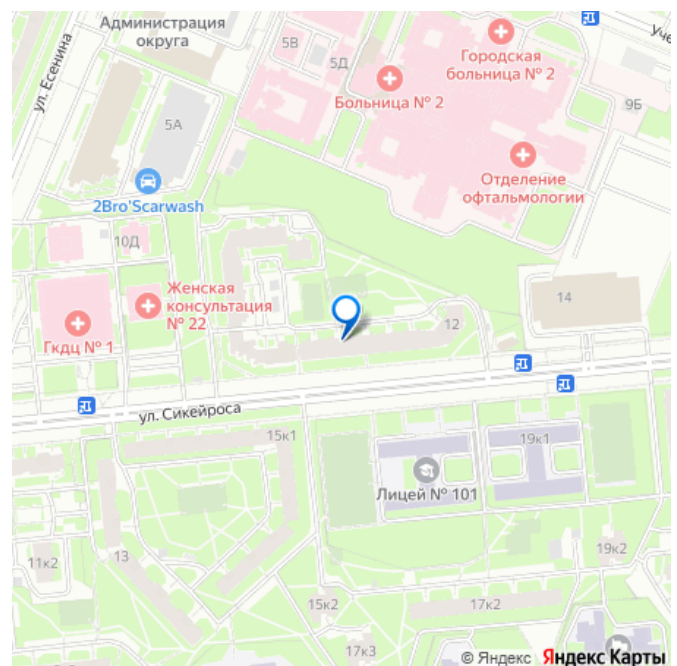 Администрация
округа
ул. Есенина
5В
5Д
5А
Городская
больница № 2
Больница № 2
9Б
Отделение
офтальмологии
2Bro'Scarwash
10Д
Женская
консультация
№ 22
Гкдц № 1
12
14
ул. Сикейроса
15к1
19к1
Лицей № 101
13
11к2
19к2
15к2
17к2
17к3
© Яндекс Яндекс Карты